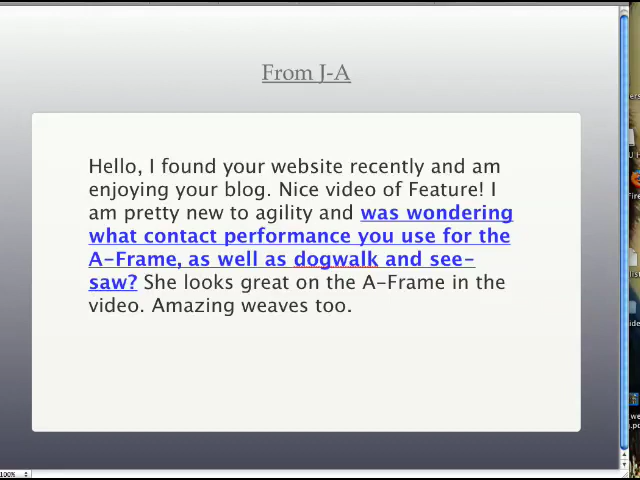 From J-A
Hello, I found your website recently and am
enjoying your blog. Nice video of Feature! I
am pretty new to agility and was wondering
what contact performance you use for the
A-Frame, as well as dogwalk and see-
saw? She looks great on the A-Frame in the
video. Amazing weaves too.
100%